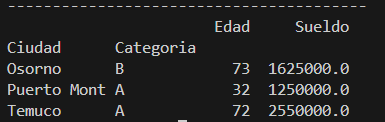 ----------------------------------------
Edad Sueldo
Ciudad Categoria
Osorno B 73 1625000.0
Puerto Mont A 32 1250000.0
Temuco A 72 2550000.0